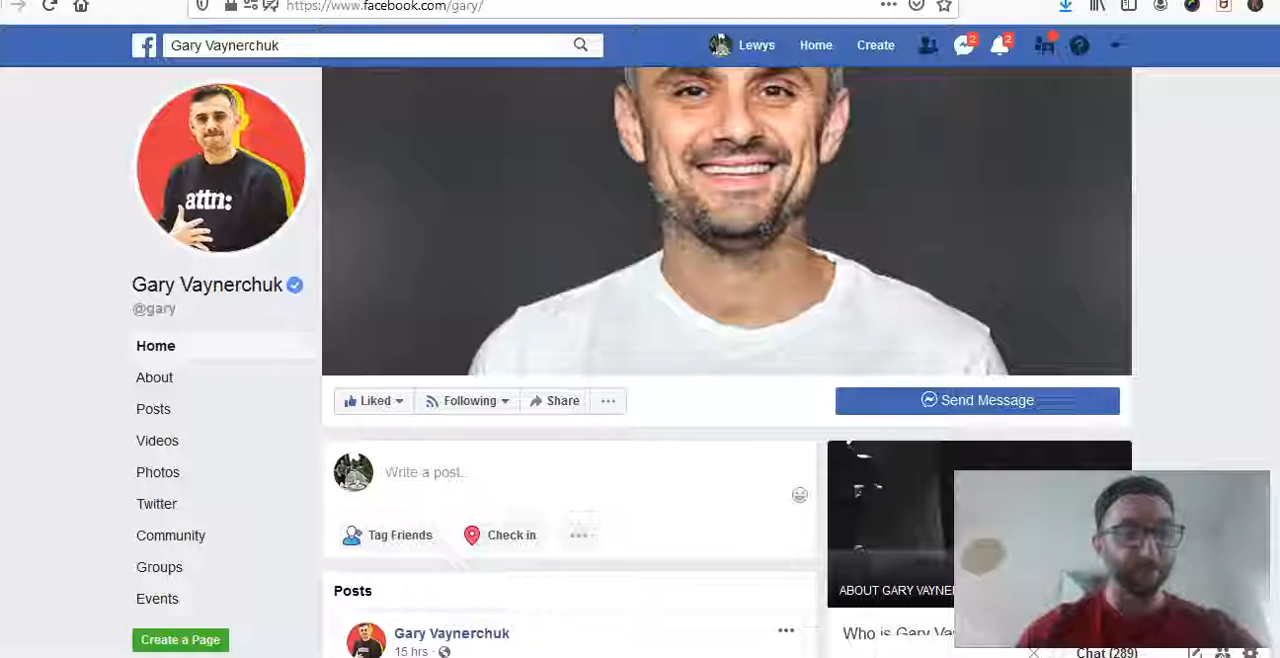 https://www.facebook.com/gary/
Gary Vaynerchuk
Lewys
Home
Create
2
2
attn:
Gary Vaynerchuk
@gary
Home
About
Posts
Videos
Photos
Twitter
Community
Groups
Events
Create a Page
Liked
Following
Share
Send Message
Write a post..
Tag Friends
Check in
Posts
Gary Vaynerchuk
15 hrs
ABOUT GARY
Who is Gary
Chat (289)